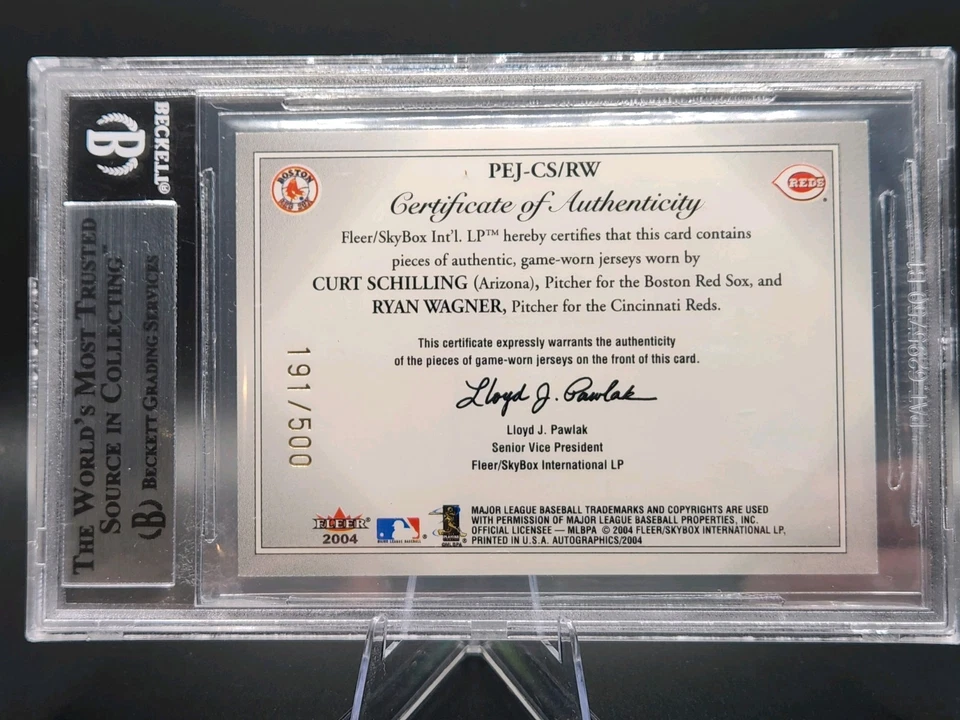 BECKETT®
B
THE WORLD'S MOST TRUSTED
SOURCE IN COLLECTING™
B BECKETT GRADING SERVICES
PEJ-CS/RW
BOSTON
RED SOX
REDS
Certificate of Authenticity
Fleer/SkyBox Int'l. LP™ hereby certifies that this card contains
pieces of authentic, game-worn jerseys worn by
CURT SCHILLING (Arizona), Pitcher for the Boston Red Sox, and
RYAN WAGNER, Pitcher for the Cincinnati Reds.
This certificate expressly warrants the authenticity
of the pieces of game-worn jerseys on the front of this card.
191/500
Lloyd J. Pawlak
Lloyd J. Pawlak
Senior Vice President
Fleer/SkyBox International LP
FLEER
2004
MAJOR LEAGUE BASEBALL
MAJOR LEAGUE BASEBALL TRADEMARKS AND COPYRIGHTS ARE USED
WITH PERMISSION OF MAJOR LEAGUE BASEBALL PROPERTIES, INC.
OFFICIAL LICENSEE — MLBPA © 2004 FLEER/SKYBOX INTERNATIONAL LP,
PRINTED IN U.S.A. AUTOGRAPHICS/2004